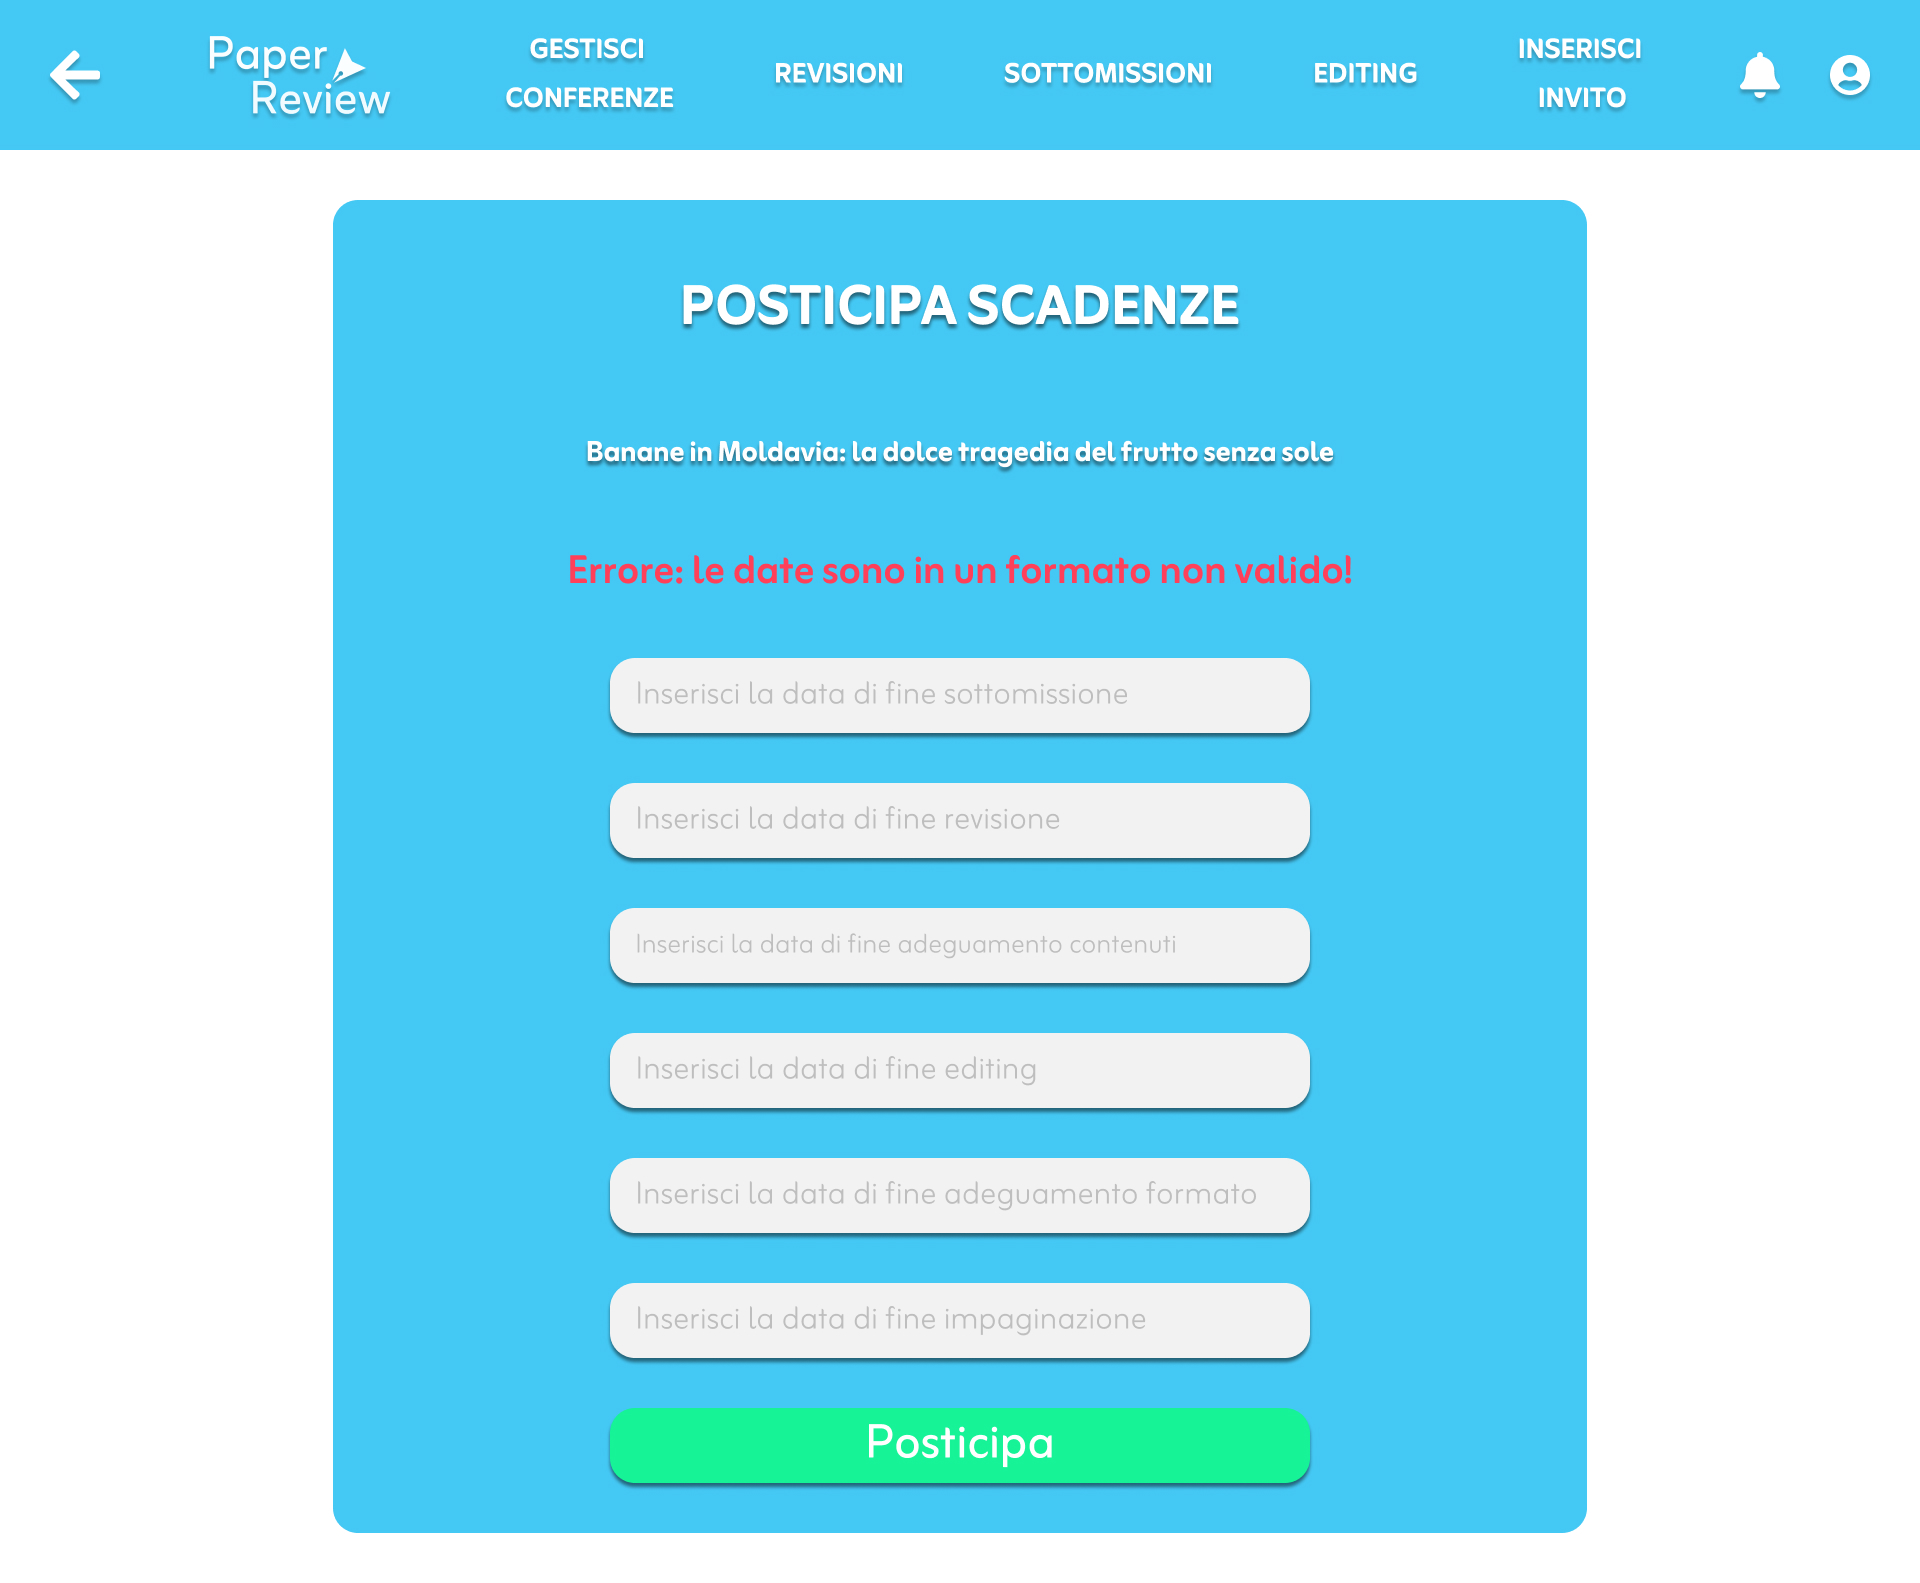 Paper
Review
GESTISCI
CONFERENZE
REVISIONI
SOTTOMISSIONI
EDITING
INSERISCI
INVITO
POSTICIPA SCADENZE
Banane in Moldavia: la dolce tragedia del frutto senza sole
Errore: le date sono in un formato non valido!
Inserisci la data di fine sottomissione
Inserisci la data di fine revisione
Inserisci la data di fine adeguamento contenuti
Inserisci la data di fine editing
Inserisci la data di fine adeguamento formato
Inserisci la data di fine impaginazione
Posticipa